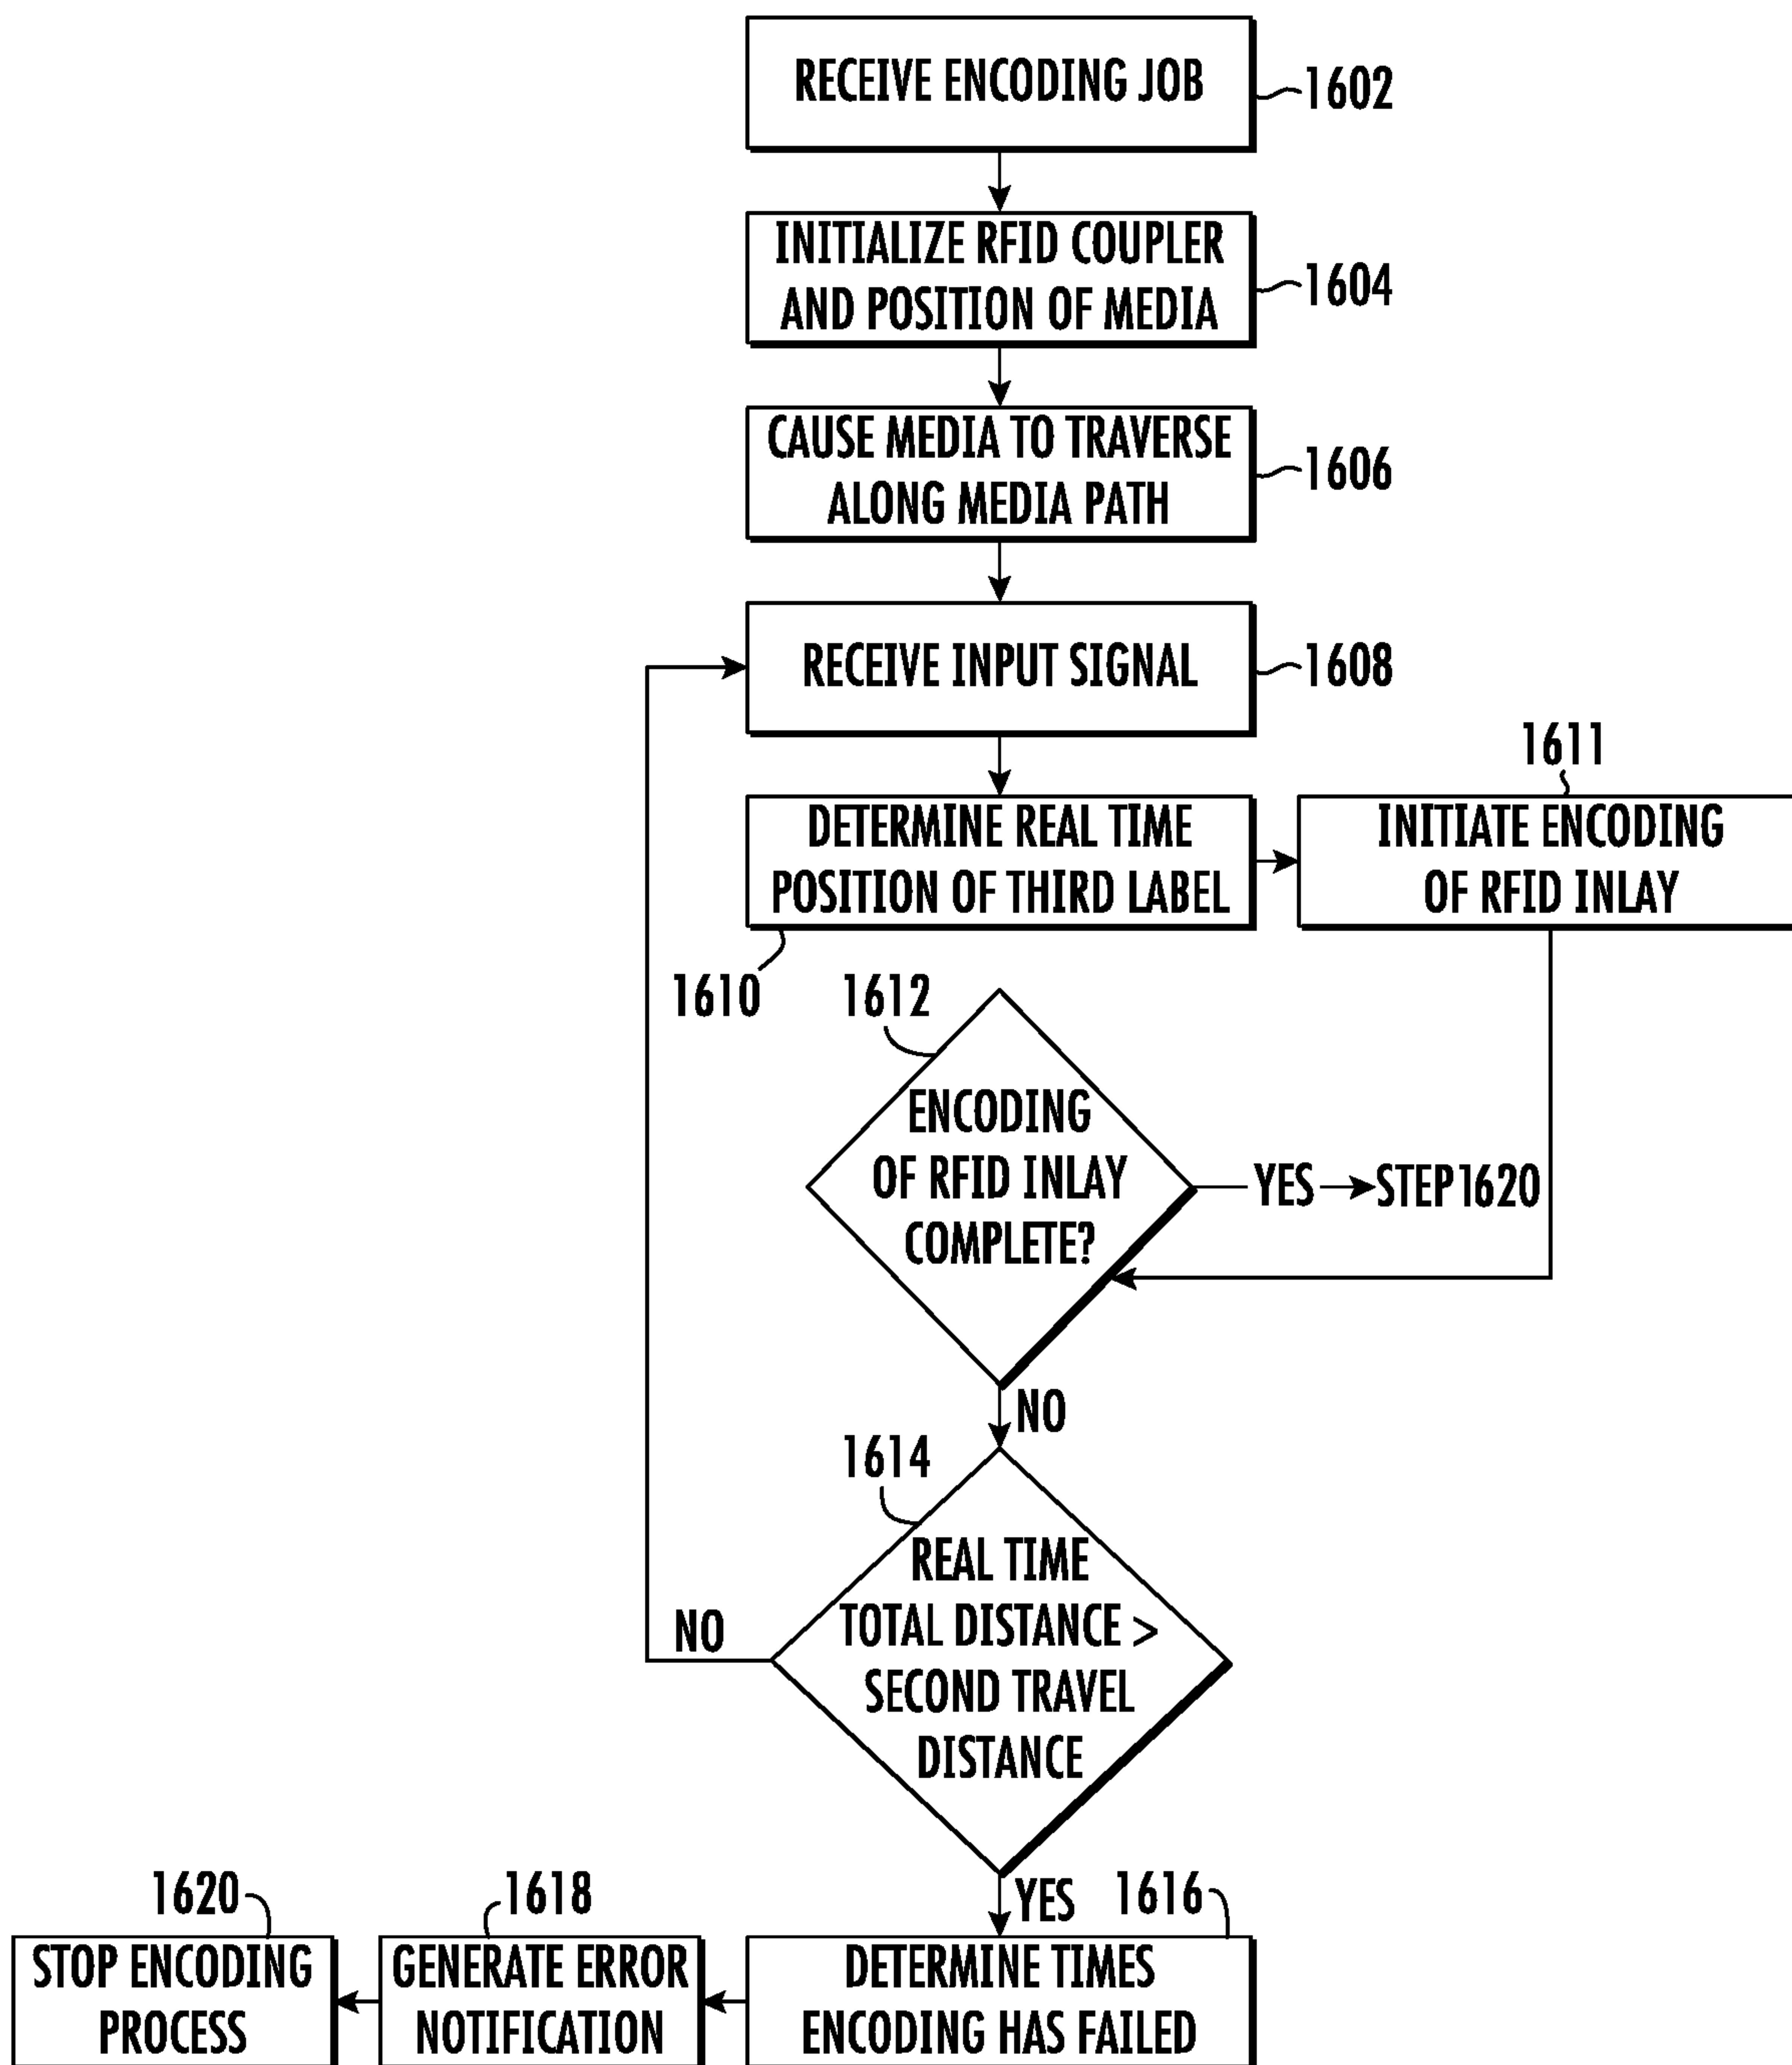 RECEIVE ENCODING JOB
1602
INITIALIZE RFID COUPLER
AND POSITION OF MEDIA
1604
CAUSE MEDIA TO TRAVERSE
ALONG MEDIA PATH
1606
RECEIVE INPUT SIGNAL
1608
DETERMINE REAL TIME
POSITION OF THIRD LABEL
1610
1611
INITIATE ENCODING
OF RFID INLAY
1612
ENCODING
OF RFID INLAY
COMPLETE?
YES
STEP1620
NO
1614
REAL TIME
TOTAL DISTANCE >
SECOND TRAVEL
DISTANCE
NO
YES
1616
DETERMINE TIMES
ENCODING HAS FAILED
1618
GENERATE ERROR
NOTIFICATION
1620
STOP ENCODING
PROCESS